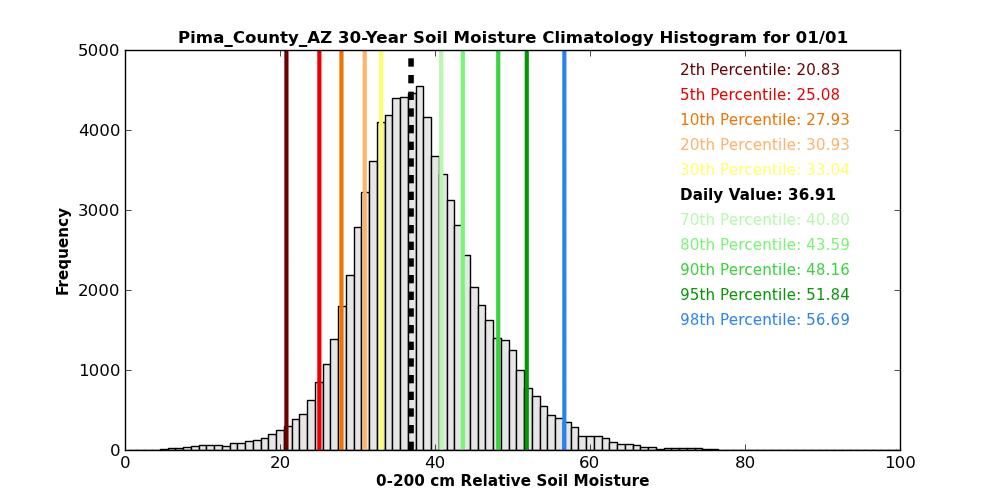 Pima_County_AZ 30-Year Soil Moisture Climatology Histogram for 01/01
5000
4000
3000
2000
1000
0
Frequency
2th Percentile: 20.83
5th Percentile: 25.08
10th Percentile: 27.93
20th Percentile: 30.93
30th Percentile: 33.04
Daily Value: 36.91
70th Percentile: 40.80
80th Percentile: 43.59
90th Percentile: 48.16
95th Percentile: 51.84
98th Percentile: 56.69
0 20 40 60 80 100
0-200 cm Relative Soil Moisture